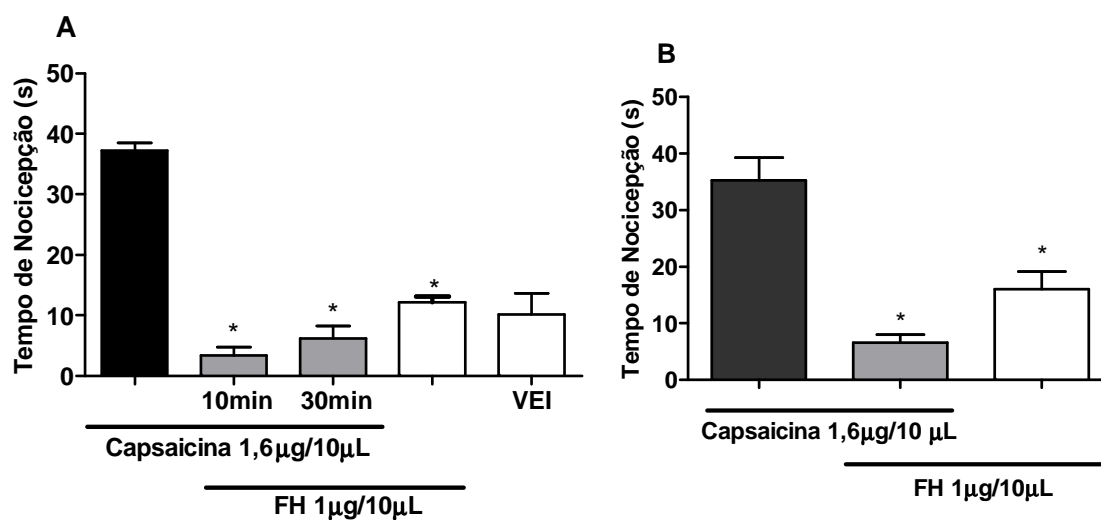 A
Tempo de Nocicepção (s)
50
40
30
20
10
0
*
*
*
10min 30min VEI
Capsaicina 1,6µg/10µL
FH 1µg/10µL
B
Tempo de Nocicepção (s)
50
40
30
20
10
0
*
*
Capsaicina 1,6µg/10 µL
FH 1µg/10µL